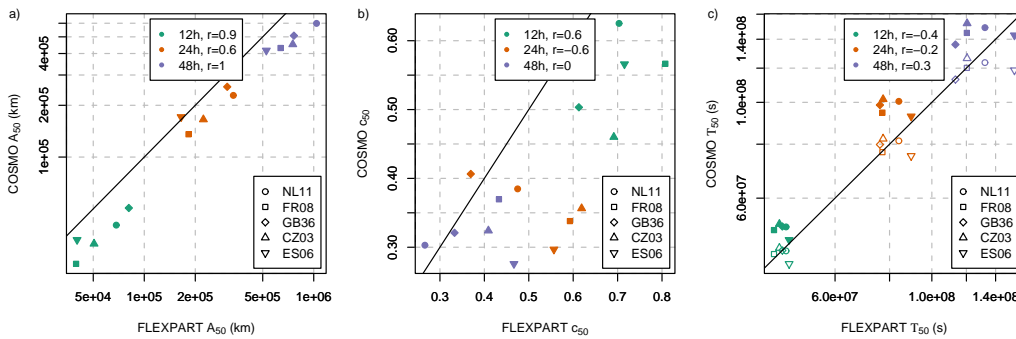 a)
12h, r=0.9
24h, r=0.6
48h, r=1
NL11
FR08
GB36
CZ03
ES06
COSMO A50 (km)
1e+05
2e+05
4e+05
5e+04 1e+05 2e+05 5e+05 1e+06
FLEXPART A50 (km)
b)
12h, r=0.6
24h, r=−0.6
48h, r=0
NL11
FR08
GB36
CZ03
ES06
COSMO c50
0.30
0.40
0.50
0.60
0.3 0.4 0.5 0.6 0.7 0.8
FLEXPART c50
c)
12h, r=−0.4
24h, r=−0.2
48h, r=0.3
NL11
FR08
GB36
CZ03
ES06
COSMO T50 (s)
6.0e+07
1.0e+08
1.4e+08
6.0e+07 1.0e+08 1.4e+08
FLEXPART T50 (s)